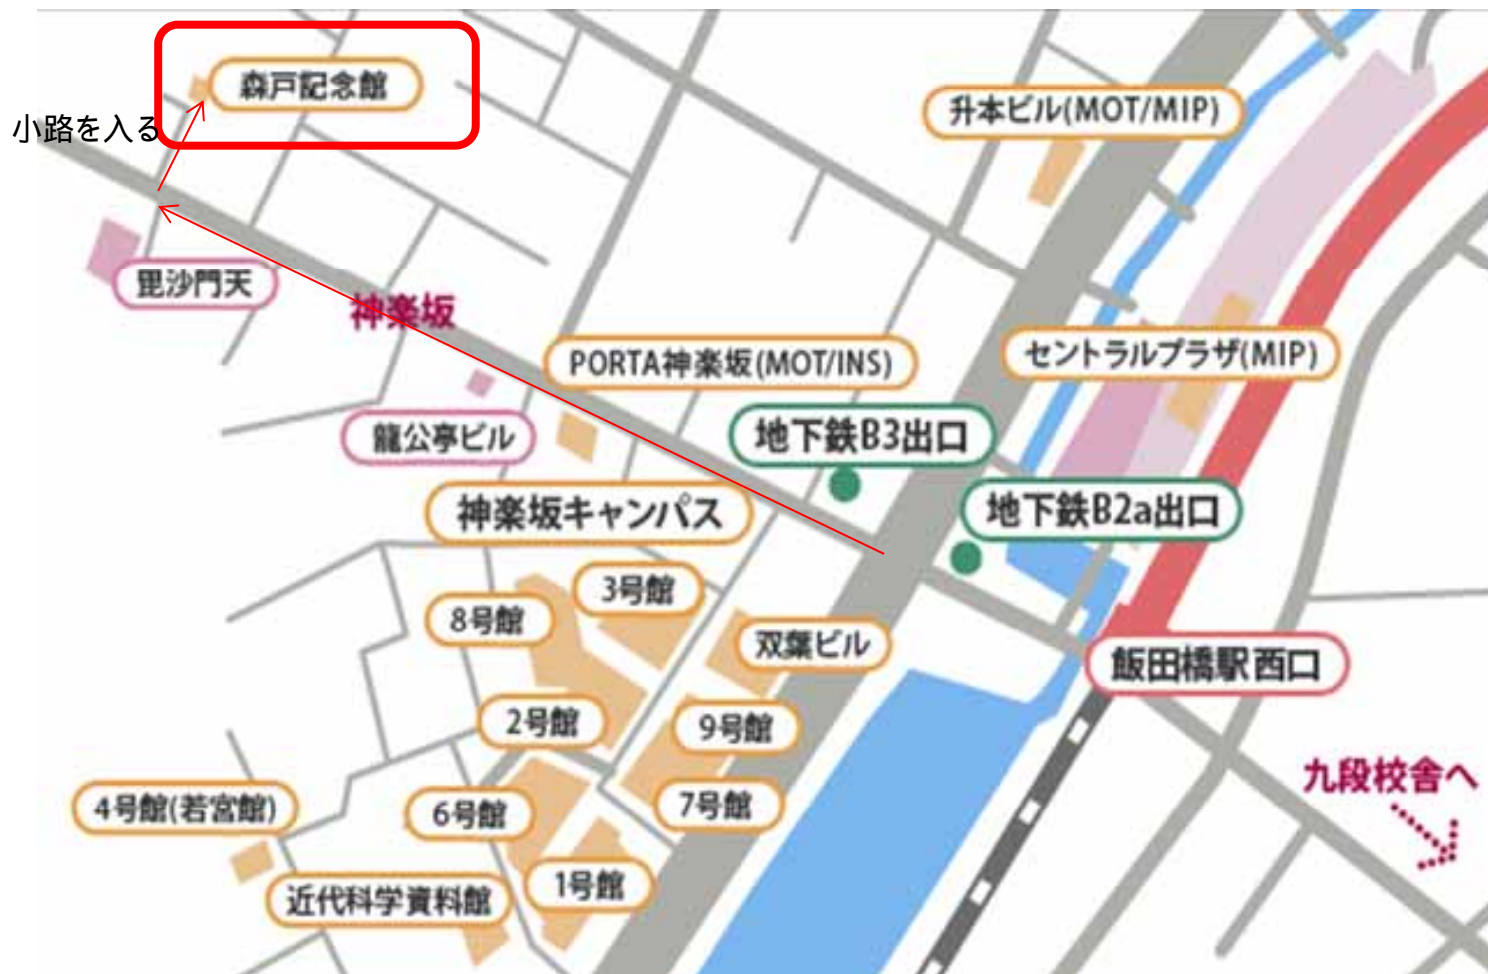 森戸記念館
小路を入る
升本ビル(MOT/MIP)
毘沙門天
神楽坂
PORTA神楽坂(MOT/INS)
セントラルプラザ(MIP)
龍公亭ビル
地下鉄B3出口
神楽坂キャンパス
地下鉄B2a出口
3号館
8号館
双葉ビル
飯田橋駅西口
2号館
9号館
九段校舎へ
4号館(若宮館)
6号館
7号館
1号館
近代科学資料館